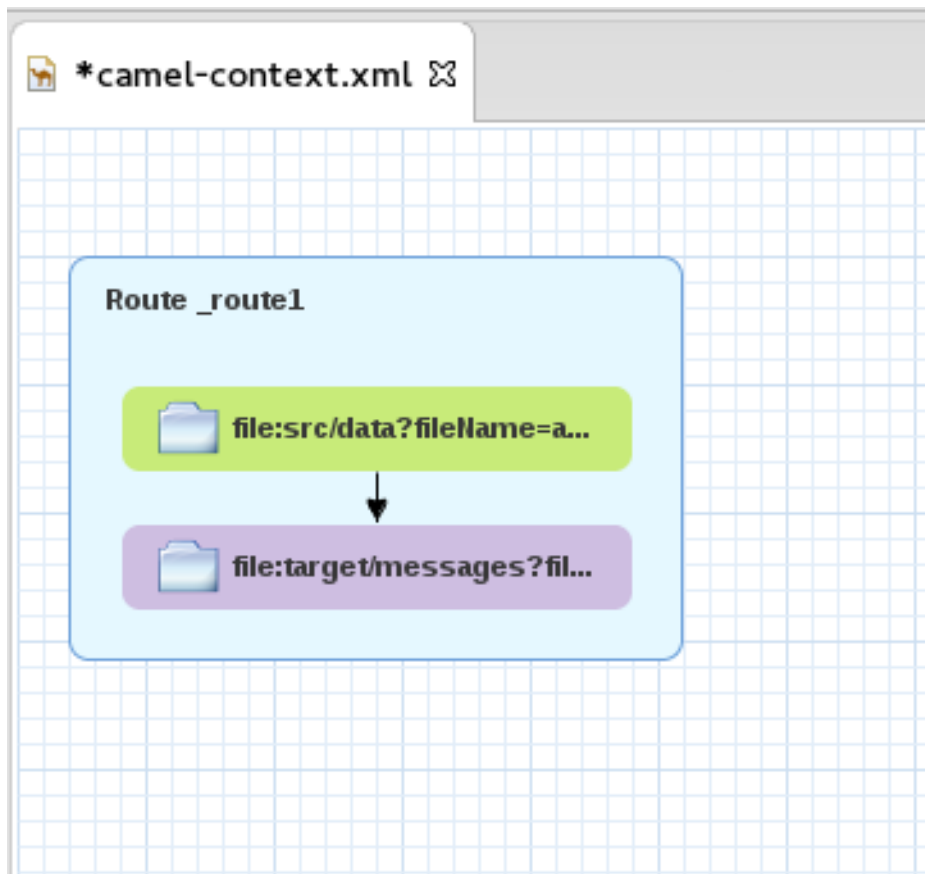 *camel-context.xml
Route _route1
file:src/data?fileName=a...
file:target/messages?fil...